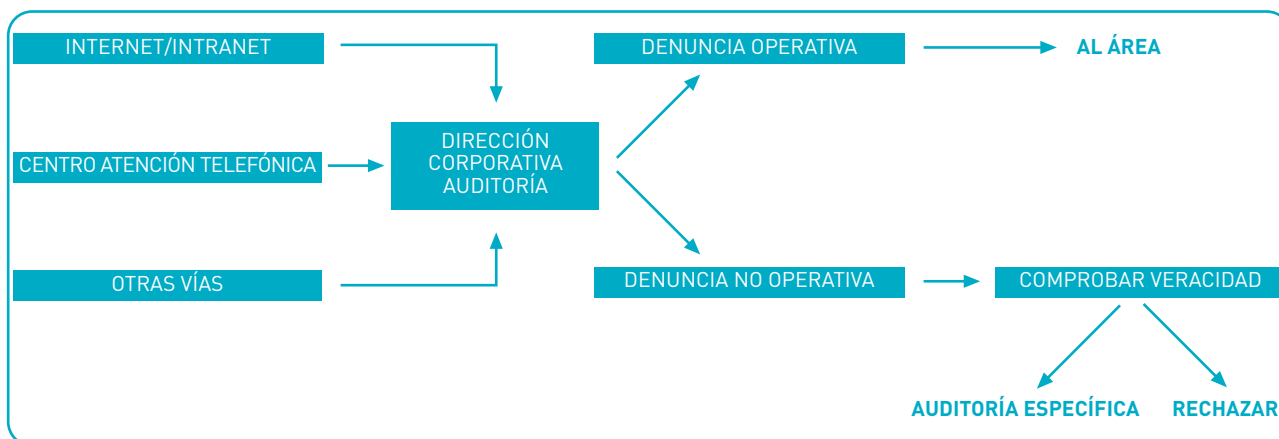 INTERNET/INTRANET
DENUNCIA OPERATIVA
AL ÁREA
CENTRO ATENCIÓN TELEFÓNICA
DIRECCIÓN
CORPORATIVA
AUDITORÍA
OTRAS VÍAS
DENUNCIA NO OPERATIVA
COMPROBAR VERACIDAD
AUDITORÍA ESPECÍFICA
RECHAZAR